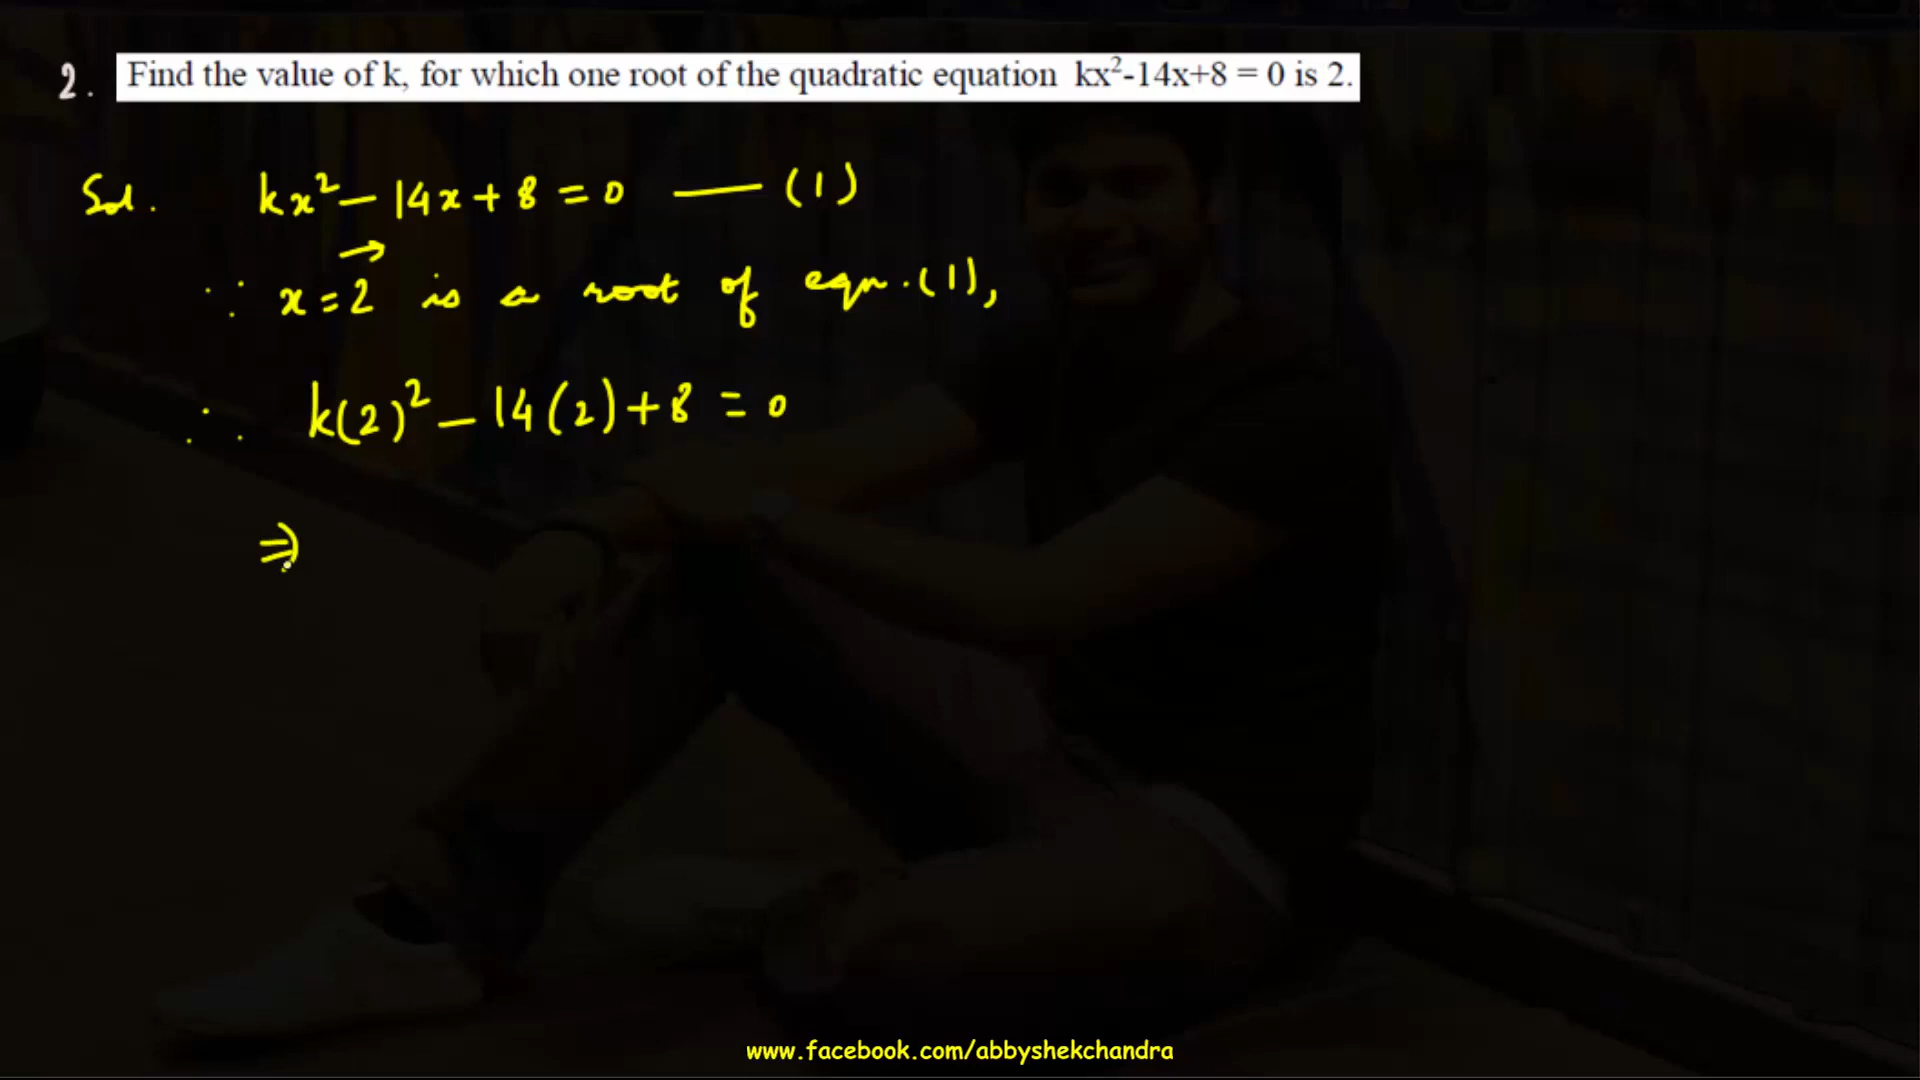 2. Find the value of k, for which one root of the quadratic equation kx²-14x+8 = 0 is 2.
Sol. kx² - 14x + 8 = 0 — (1)
∵ x = 2 is a root of eqn. (1),
∴ k(2)² - 14(2) + 8 = 0
⇒
www.facebook.com/abbyshekchandra